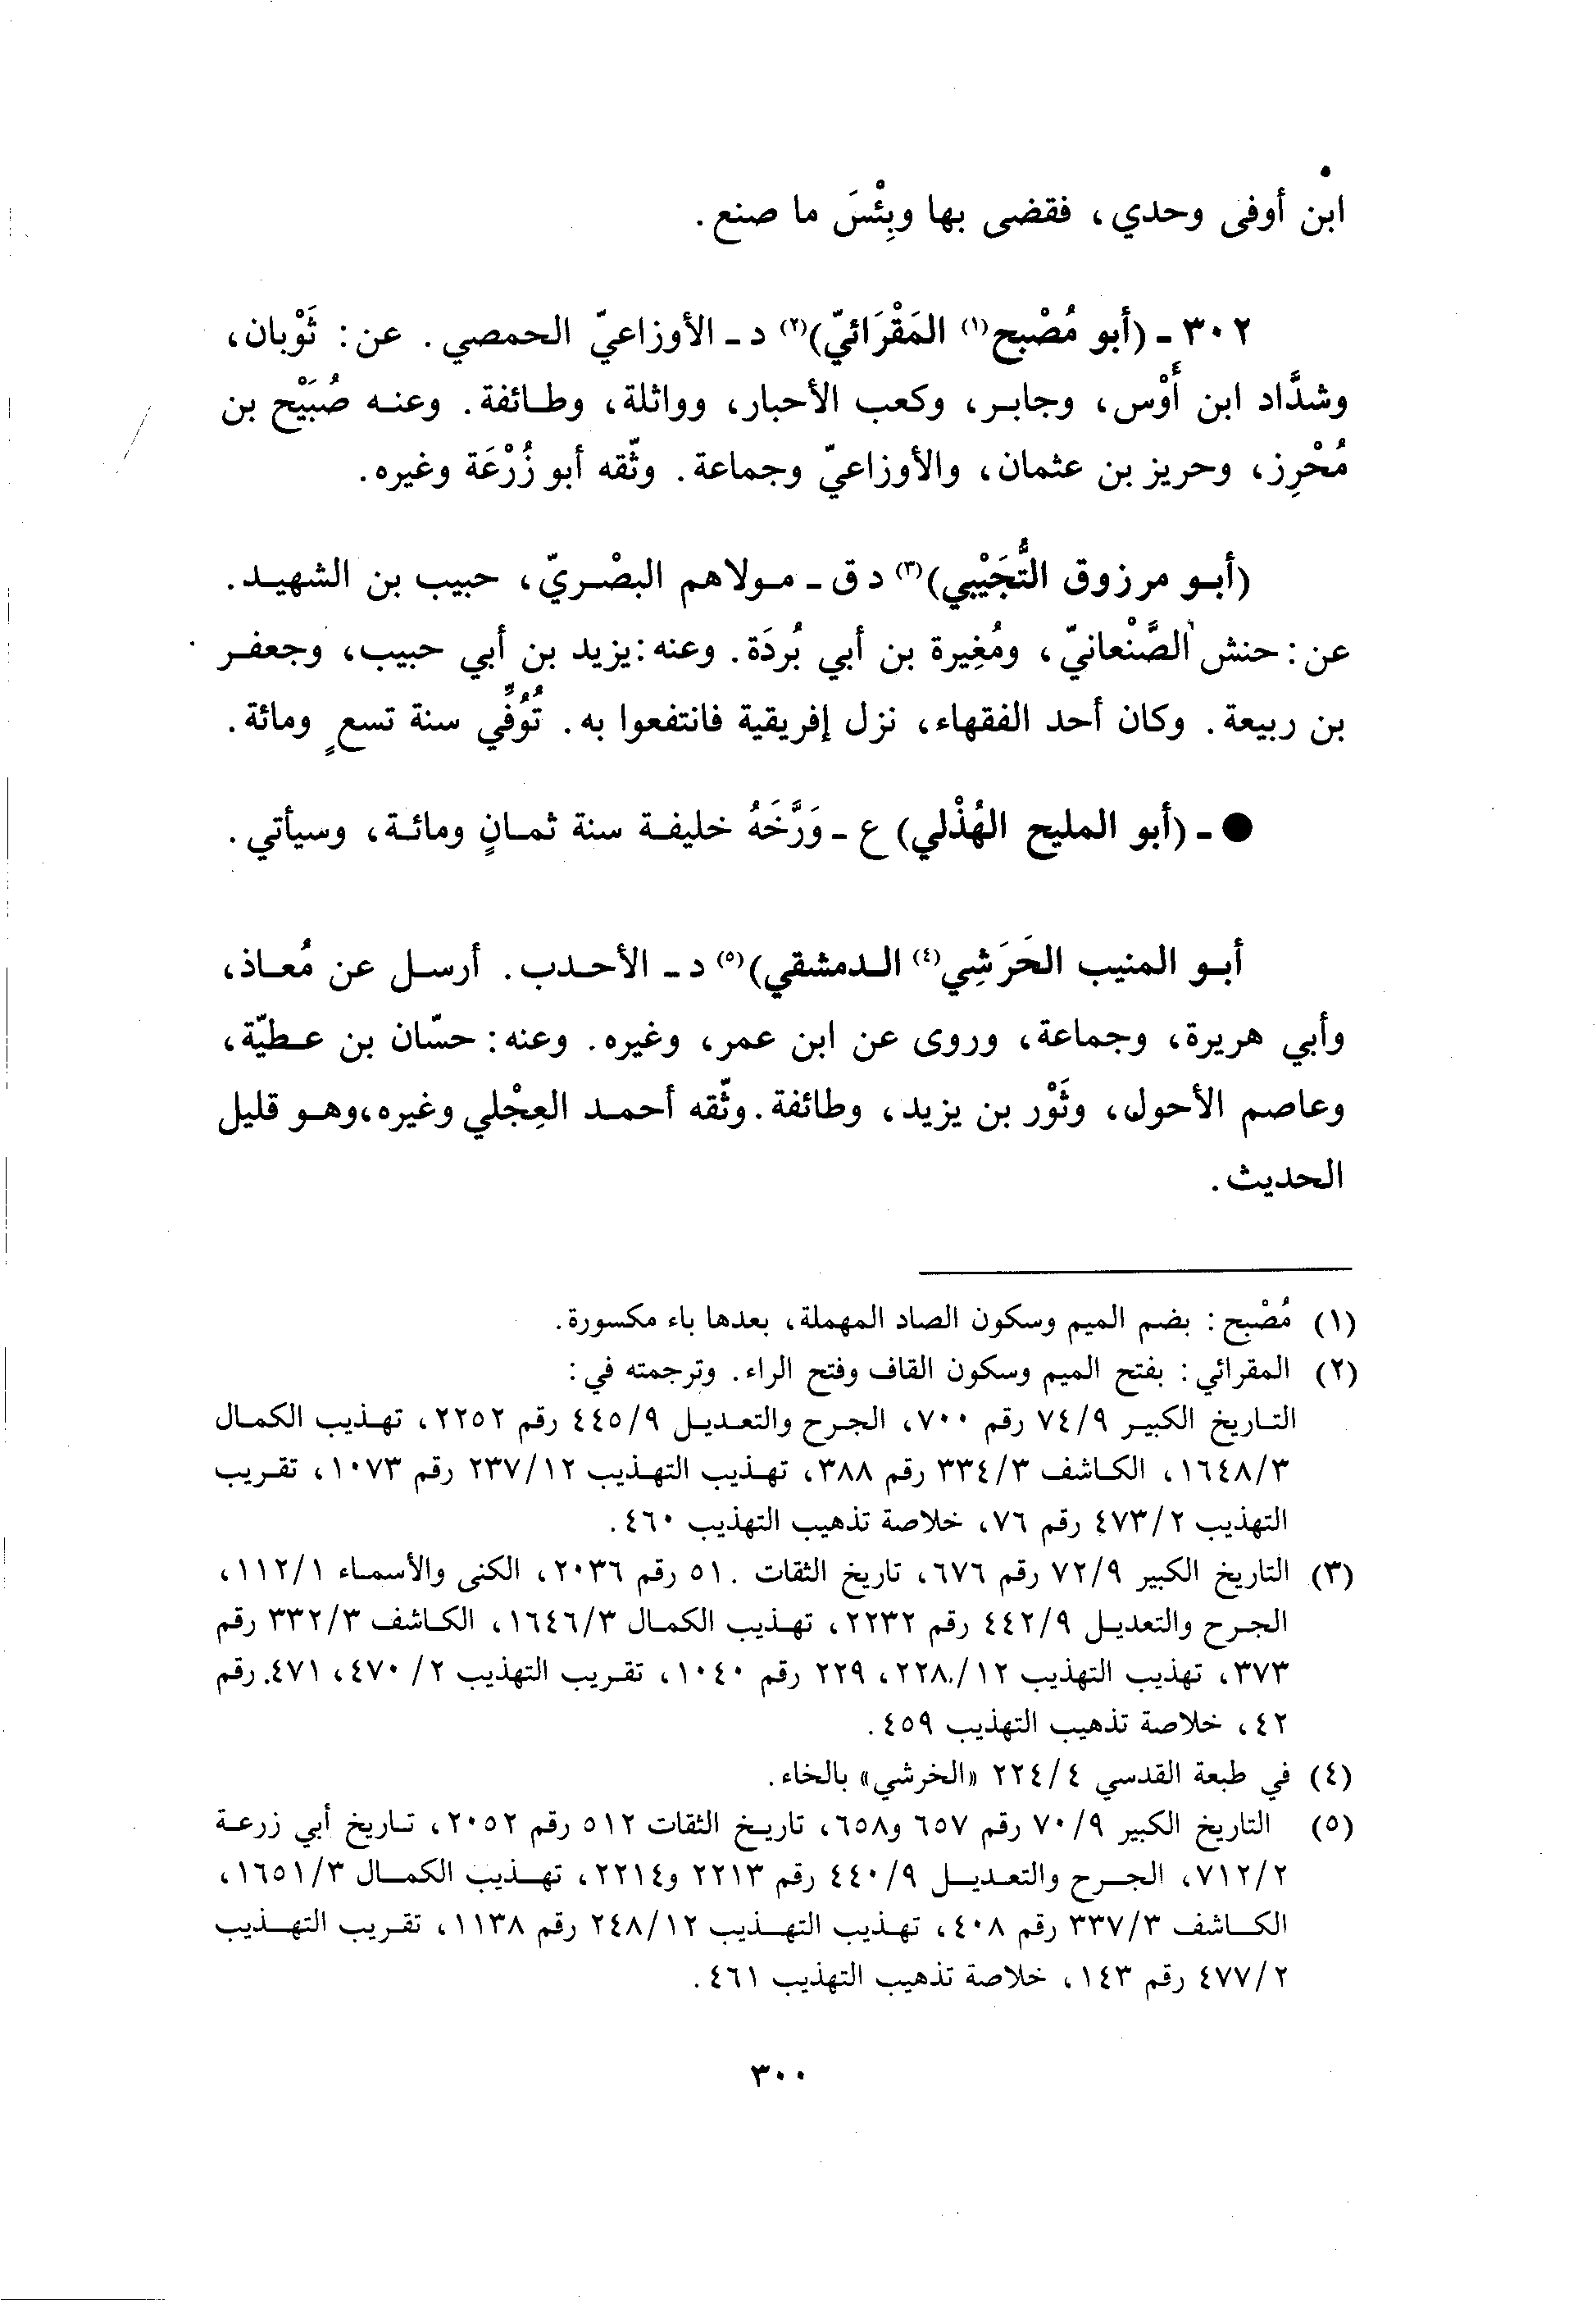 ابن أوفى وحدي، فقضى بها وبِئْسَ ما صنع.
٣٠٢ ـ (أبو مُصْبح(١) المَقْرَائيّ)(٢) د ـ الأوزاعيّ الحمصي. عن: ثَوْبان،
وشدَّاد ابن أَوْس، وجابر، وكعب الأحبار، وواثلة، وطائفة. وعنه صُبَيْح بن
مُحْرِز، وحريز بن عثمان، والأوزاعيّ وجماعة. وثّقه أبو زُرْعَة وغيره.
(أبو مرزوق التُّجَيْبي)(٣) د ق ـ مولاهم البصْريّ، حبيب بن الشهيد.
عن: حنش الصَّنْعانيّ، ومُغِيرة بن أبي بُردَة. وعنه: يزيد بن أبي حبيب، وجعفر
بن ربيعة. وكان أحد الفقهاء، نزل إفريقية فانتفعوا به. تُوُفِّي سنة تسعٍ ومائة.
● ـ (أبو المليح الهُذْلي) ع ـ وَرَّخَهُ خليفة سنة ثمانٍ ومائة، وسيأتي.
أبو المنيب الحَرَشِي(٤) الدمشقي)(٥) د ـ الأحدب. أرسل عن مُعاذ،
وأبي هريرة، وجماعة، وروى عن ابن عمر، وغيره. وعنه: حسّان بن عطيّة،
وعاصم الأحول، وثَوْر بن يزيد، وطائفة. وثّقه أحمد العِجْلي وغيره، وهو قليل
الحديث.
(١) مُصْبح: بضم الميم وسكون الصاد المهملة، بعدها باء مكسورة.
(٢) المقرائي: بفتح الميم وسكون القاف وفتح الراء. وترجمته في:
التاريخ الكبير ٧٤/٩ رقم ٧٠٠، الجرح والتعديل ٤٤٥/٩ رقم ٢٢٥٢، تهذيب الكمال
١٦٤٨/٣، الكاشف ٣٣٤/٣ رقم ٣٨٨، تهذيب التهذيب ٢٣٧/١٢ رقم ١٠٧٣، تقريب
التهذيب ٤٧٣/٢ رقم ٧٦، خلاصة تذهيب التهذيب ٤٦٠.
(٣) التاريخ الكبير ٧٢/٩ رقم ٦٧٦، تاريخ الثقات ٥١٠ رقم ٢٠٣٦، الكنى والأسماء ١١٢/١،
الجرح والتعديل ٤٤٢/٩ رقم ٢٢٣٢، تهذيب الكمال ١٦٤٦/٣، الكاشف ٣٣٢/٣ رقم
٣٧٣، تهذيب التهذيب ٢٢٨/١٢، ٢٢٩ رقم ١٠٤٠، تقريب التهذيب ٢/ ٤٧٠، ٤٧١ رقم
٤٢، خلاصة تذهيب التهذيب ٤٥٩.
(٤) في طبعة القدسي ٢٢٤/٤ «الخرشي» بالخاء.
(٥) التاريخ الكبير ٧٠/٩ رقم ٦٥٧ و٦٥٨، تاريخ الثقات ٥١٢ رقم ٢٠٥٢، تاريخ أبي زرعة
٧١٢/٢، الجرح والتعديل ٤٤٠/٩ رقم ٢٢١٣ و٢٢١٤، تهذيب الكمال ١٦٥١/٣،
الكاشف ٣٣٧/٣ رقم ٤٠٨، تهذيب التهذيب ٢٤٨/١٢ رقم ١١٣٨، تقريب التهذيب
٤٧٧/٢ رقم ١٤٣، خلاصة تذهيب التهذيب ٤٦١.
٣٠٠